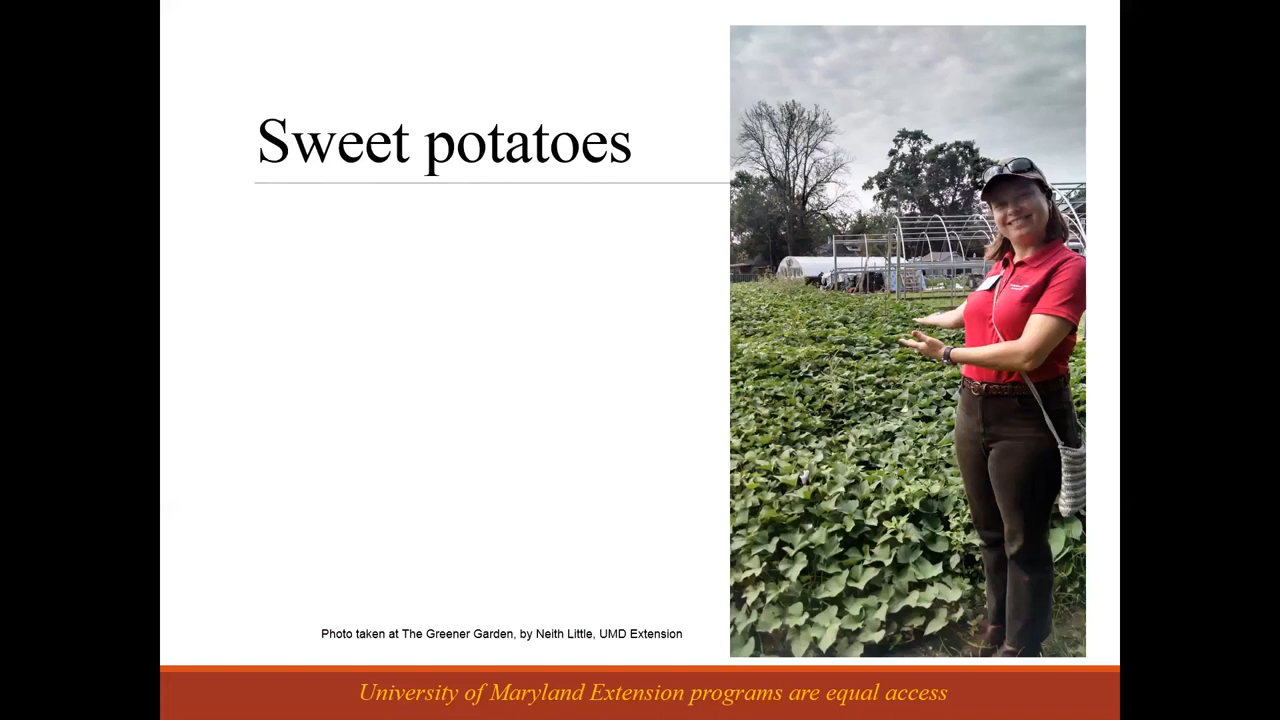 Sweet potatoes
Photo taken at The Greener Garden, by Neith Little, UMD Extension
University of Maryland Extension programs are equal access